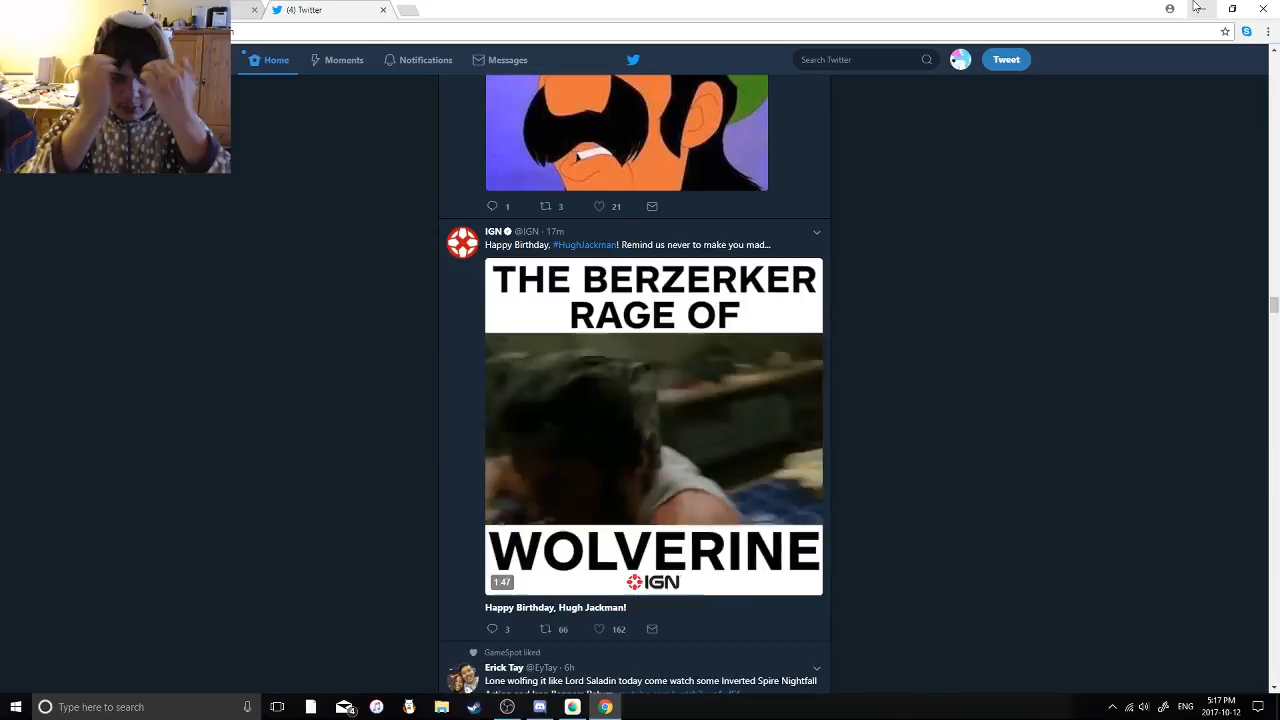 (4) Twitter
Home
Moments
Notifications
Messages
Search Twitter
Tweet
1
3
21
IGN @IGN · 17m
Happy Birthday, #HughJackman! Remind us never to make you mad...
THE BERZERKER
RAGE OF
WOLVERINE
1:47
IGN
Happy Birthday, Hugh Jackman!
3
66
162
GameSpot liked
Erick Tay @EyTay · 6h
Lone wolfing it like Lord Saladin today come watch some Inverted Spire Nightfall
Type here to search
ENG
5:17 PM
2017-10-12